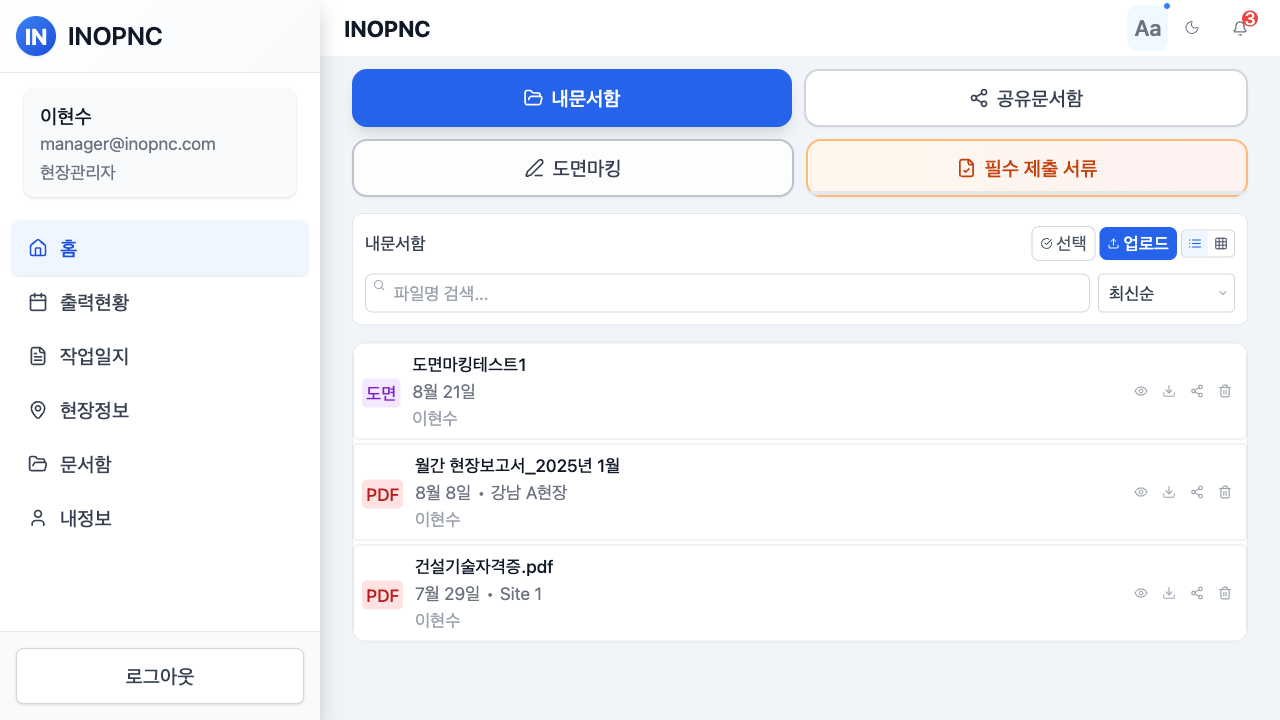 IN INOPNC
이현수
manager@inopnc.com
현장관리자
홈
출력현황
작업일지
현장정보
문서함
내정보
로그아웃
INOPNC
Aa
3
내문서함
공유문서함
도면마킹
필수 제출 서류
내문서함
선택
업로드
파일명 검색...
최신순
도면
도면마킹테스트1
8월 21일
이현수
PDF
월간 현장보고서_2025년 1월
8월 8일 • 강남 A현장
이현수
PDF
건설기술자격증.pdf
7월 29일 • Site 1
이현수